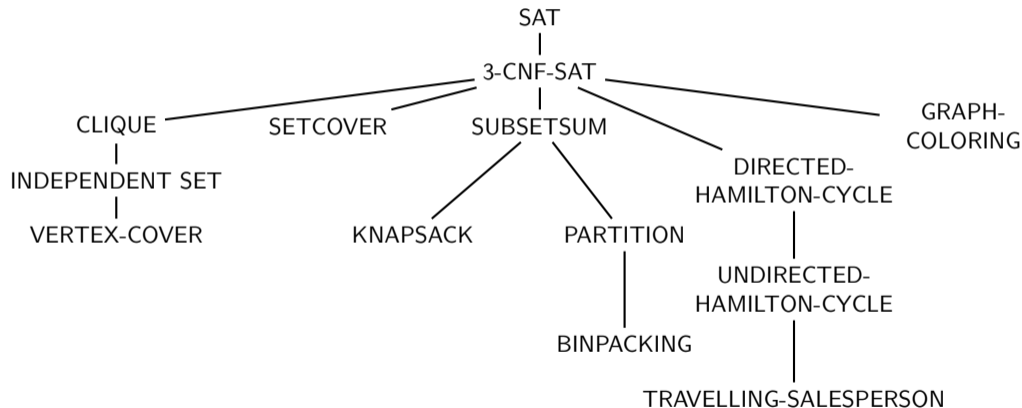 SAT
3-CNF-SAT
CLIQUE
SETCOVER
SUBSETSUM
GRAPH-
COLORING
INDEPENDENT SET
DIRECTED-
HAMILTON-CYCLE
VERTEX-COVER
KNAPSACK
PARTITION
UNDIRECTED-
HAMILTON-CYCLE
BINPACKING
TRAVELLING-SALESPERSON